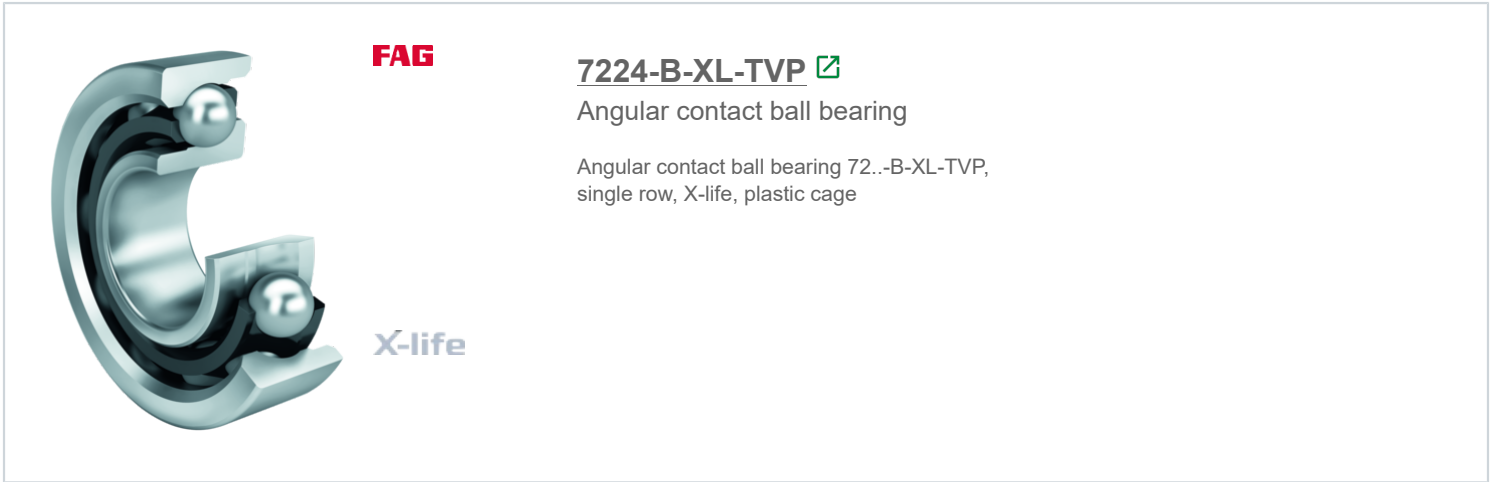 FAG
7224-B-XL-TVP
Angular contact ball bearing
Angular contact ball bearing 72..-B-XL-TVP,
single row, X-life, plastic cage
X-life